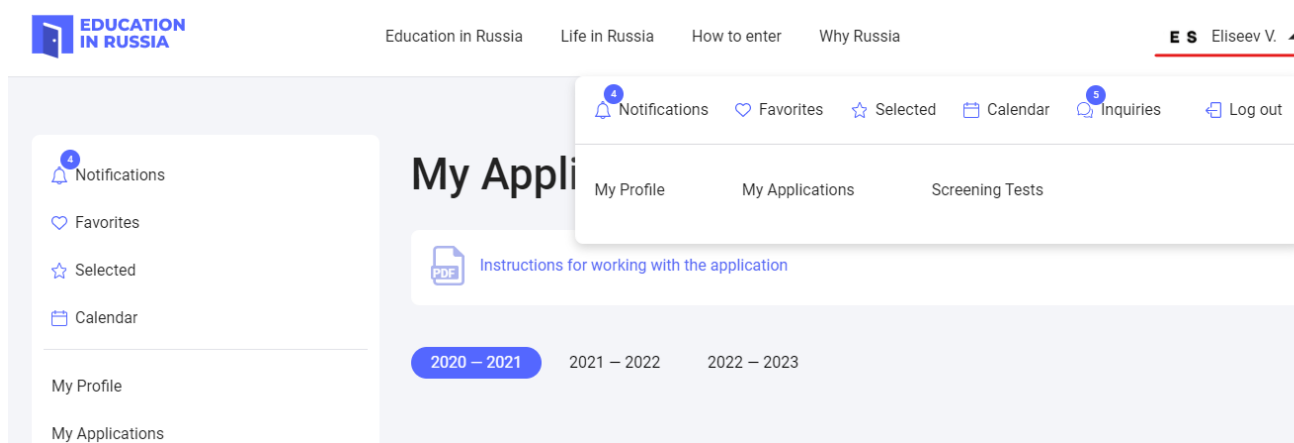 EDUCATION
IN RUSSIA
Education in Russia Life in Russia How to enter Why Russia
E S Eliseev V.
4 Notifications Favorites Selected Calendar 5 Inquiries Log out
My Profile My Applications Screening Tests
4 Notifications
Favorites
Selected
Calendar
My Profile
My Applications
My Appli
PDF Instructions for working with the application
2020 — 2021 2021 — 2022 2022 — 2023